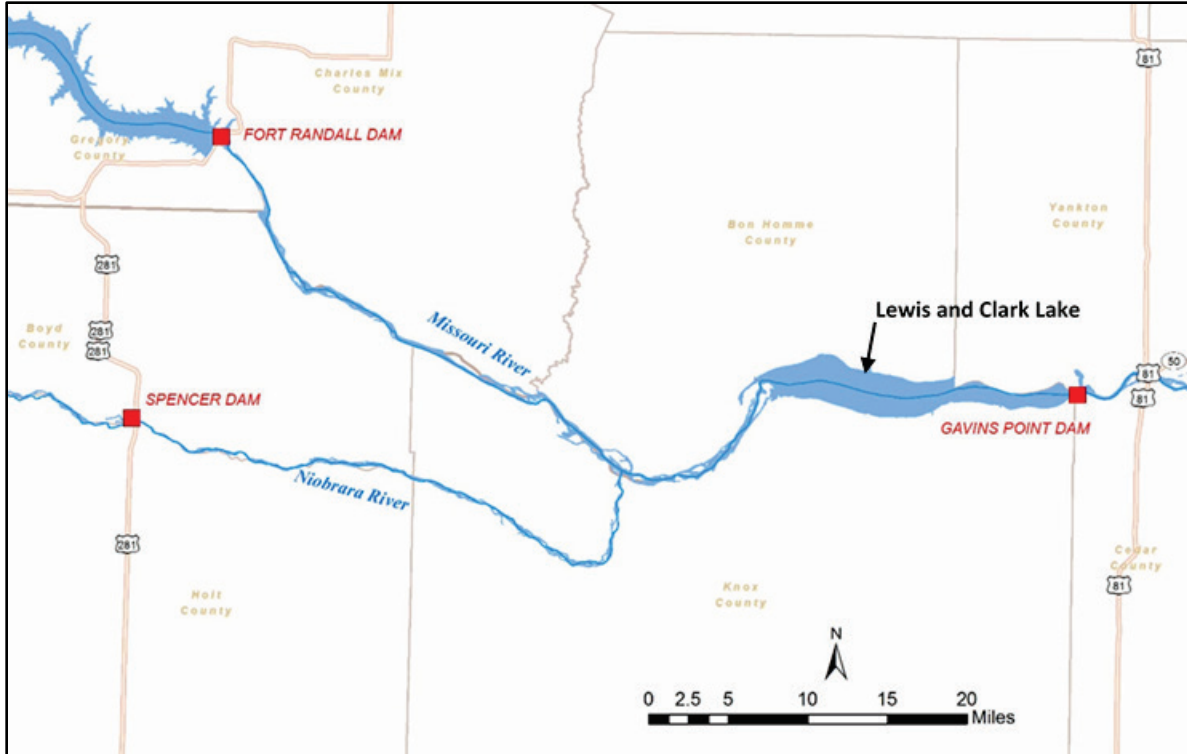 81
Charles Mix
County
FORT RANDALL DAM
Gregory
County
Yankton
County
Bon Homme
County
281
Lewis and Clark Lake
Missouri River
Boyd
County
281
281
50
81
81
SPENCER DAM
GAVINS POINT DAM
Niobrara River
281
Cedar
County
81
Holt
County
Knox
County
N
0 2.5 5 10 15 20
Miles